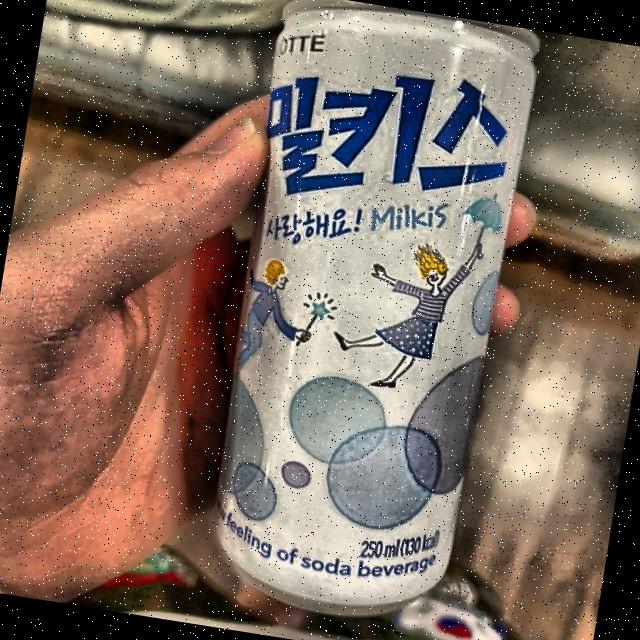 OTTE
밀키스
사랑해요! Milkis
250 ml (130 kcal)
feeling of soda beverage